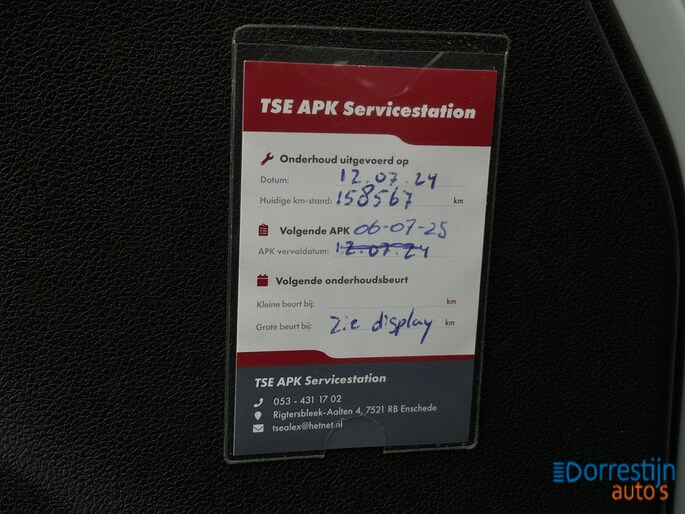 TSE APK Servicestation
Onderhoud uitgevoerd op
Datum: 12.07.24
Huidige km-stand: 158567 km
Volgende APK 06-07-25
APK vervaldatum: 12.07.24
Volgende onderhoudsbeurt
Kleine beurt bij: km
Grote beurt bij: Zie display km
TSE APK Servicestation
053 - 431 17 02
Rigtersbleek-Aalten 4, 7521 RB Enschede
tsealex@hetnet.nl
Dorrestijn
auto's